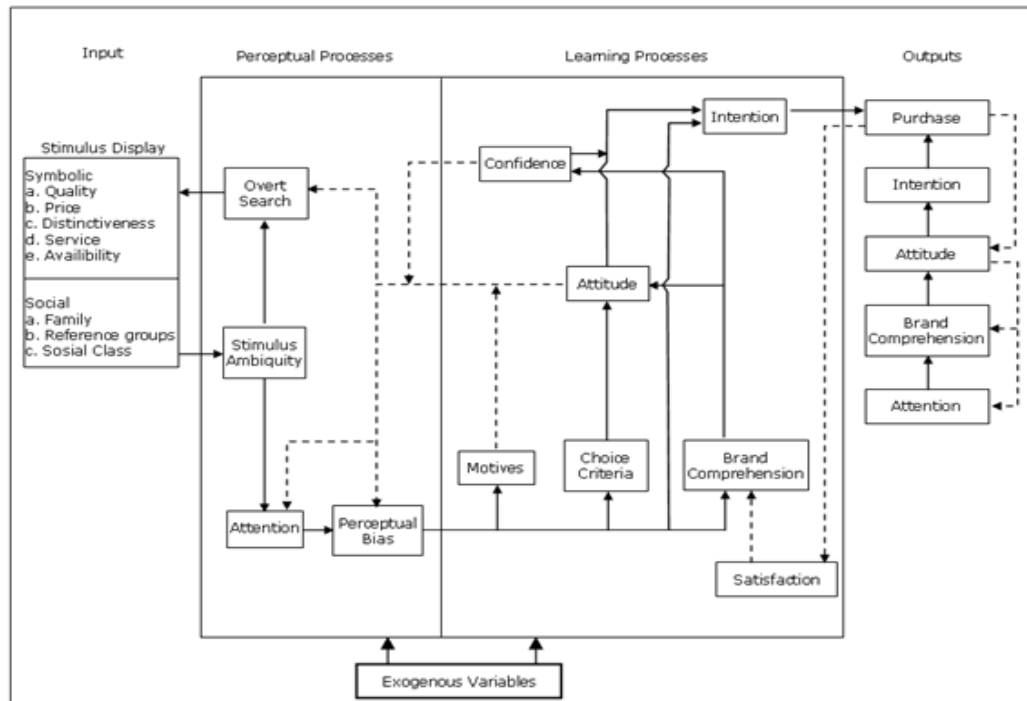 Input
Perceptual Processes
Learning Processes
Outputs
Stimulus Display
Symbolic
a. Quality
b. Price
c. Distinctiveness
d. Service
e. Availibility
Social
a. Family
b. Reference groups
c. Sosial Class
Overt
Search
Stimulus
Ambiquity
Attention
Perceptual
Bias
Confidence
Intention
Attitude
Motives
Choice
Criteria
Brand
Comprehension
Satisfaction
Purchase
Intention
Attitude
Brand
Comprehension
Attention
Exogenous Variables